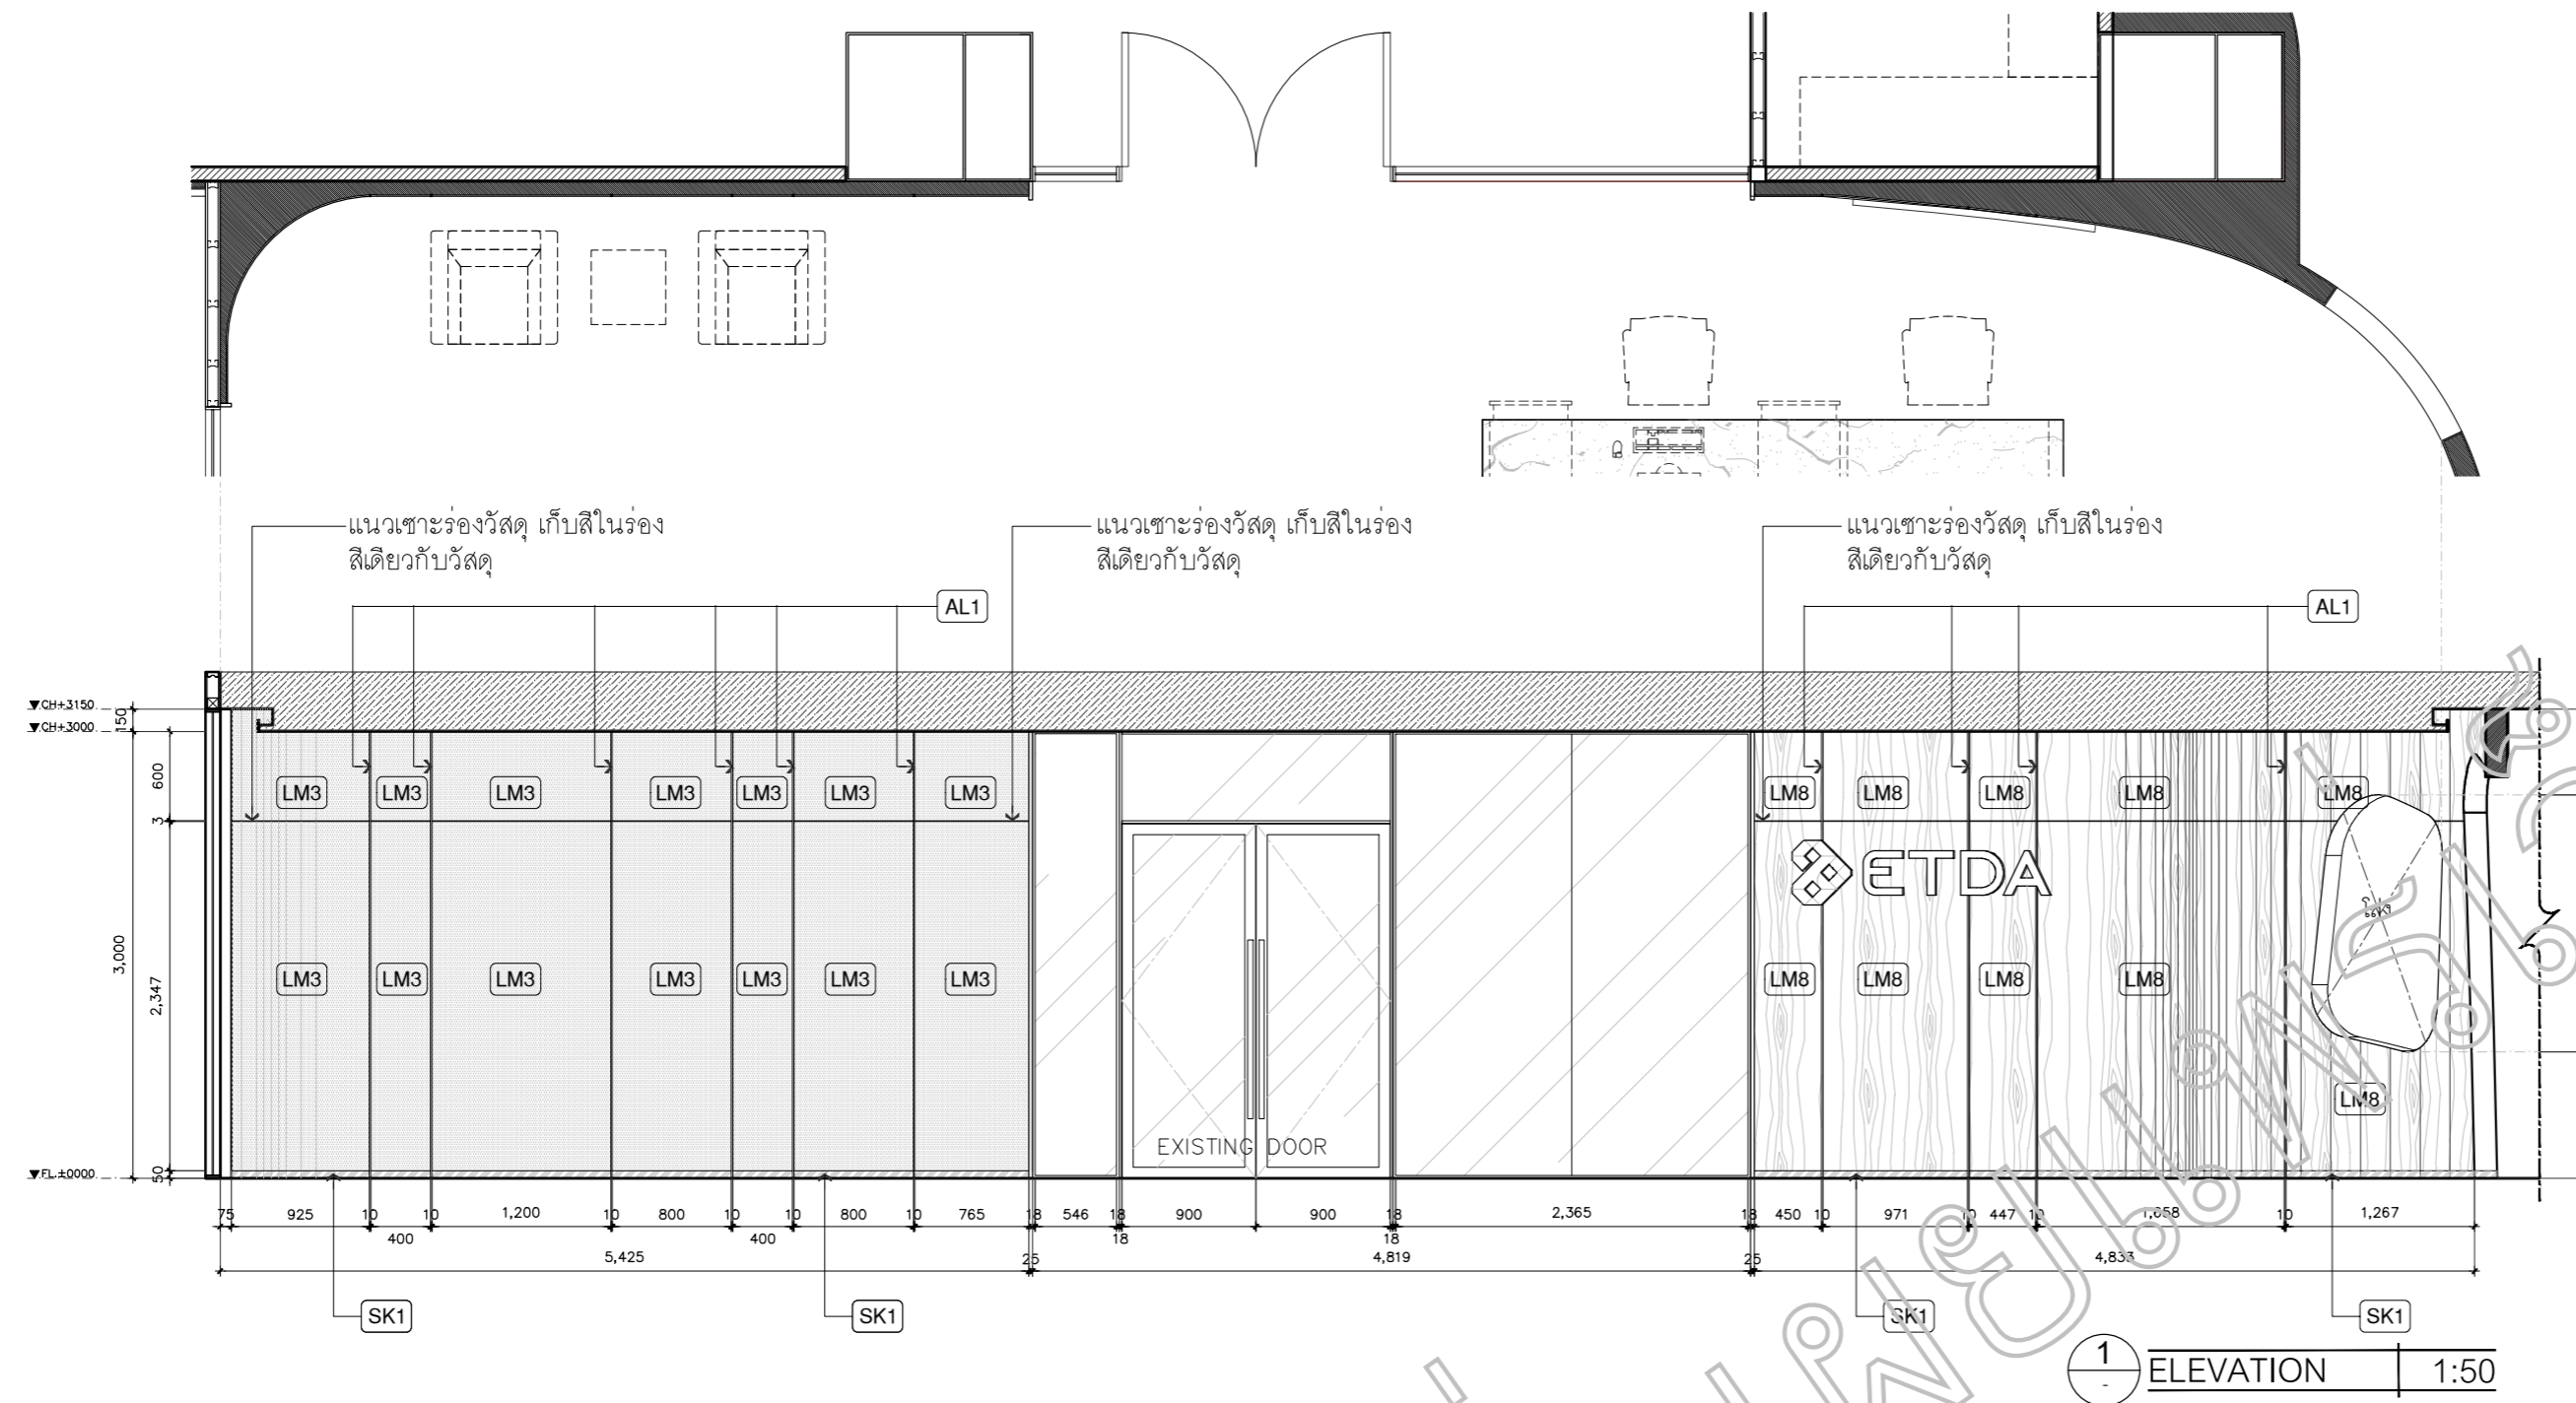 แนวเซาะร่องวัสดุ เก็บสีในร่อง
สีเดียวกับวัสดุ
แนวเซาะร่องวัสดุ เก็บสีในร่อง
สีเดียวกับวัสดุ
แนวเซาะร่องวัสดุ เก็บสีในร่อง
สีเดียวกับวัสดุ
AL1
AL1
CH+3150
CH+3000
150
600
3
3,000
2,347
50
FL.±0000
LM3 LM3 LM3 LM3 LM3 LM3 LM3
LM8 LM8 LM8 LM8 LM8
ETDA
LM3 LM3 LM3 LM3 LM3 LM3 LM3
LM8 LM8 LM8 LM8
โล่ง
LM8
EXISTING DOOR
75 925 10 10 1,200 10 800 10 10 800 10 765 18 546 18 900 900 18 2,365 18 450 10 971 10 447 10 1,658 10 1,267
400 400 18 18
5,425 25 4,819 25 4,833
SK1 SK1 SK1 SK1
1
-
ELEVATION 1:50